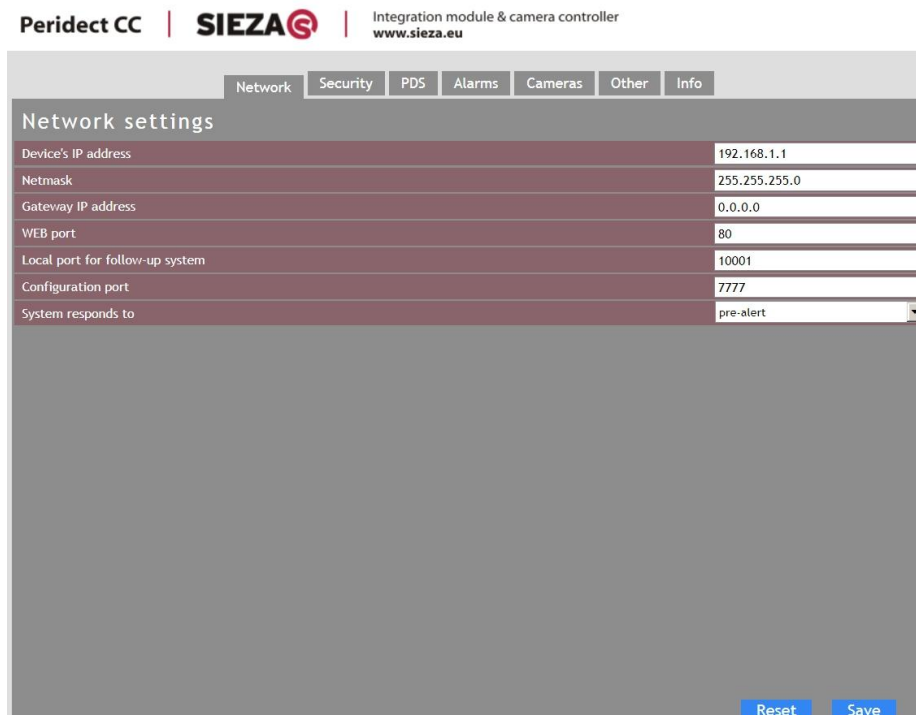 Peridect CC
SIEZA
Integration module & camera controller
www.sieza.eu
Network Security PDS Alarms Cameras Other Info
Network settings
Device's IP address 192.168.1.1
Netmask 255.255.255.0
Gateway IP address 0.0.0.0
WEB port 80
Local port for follow-up system 10001
Configuration port 7777
System responds to pre-alert
Reset Save